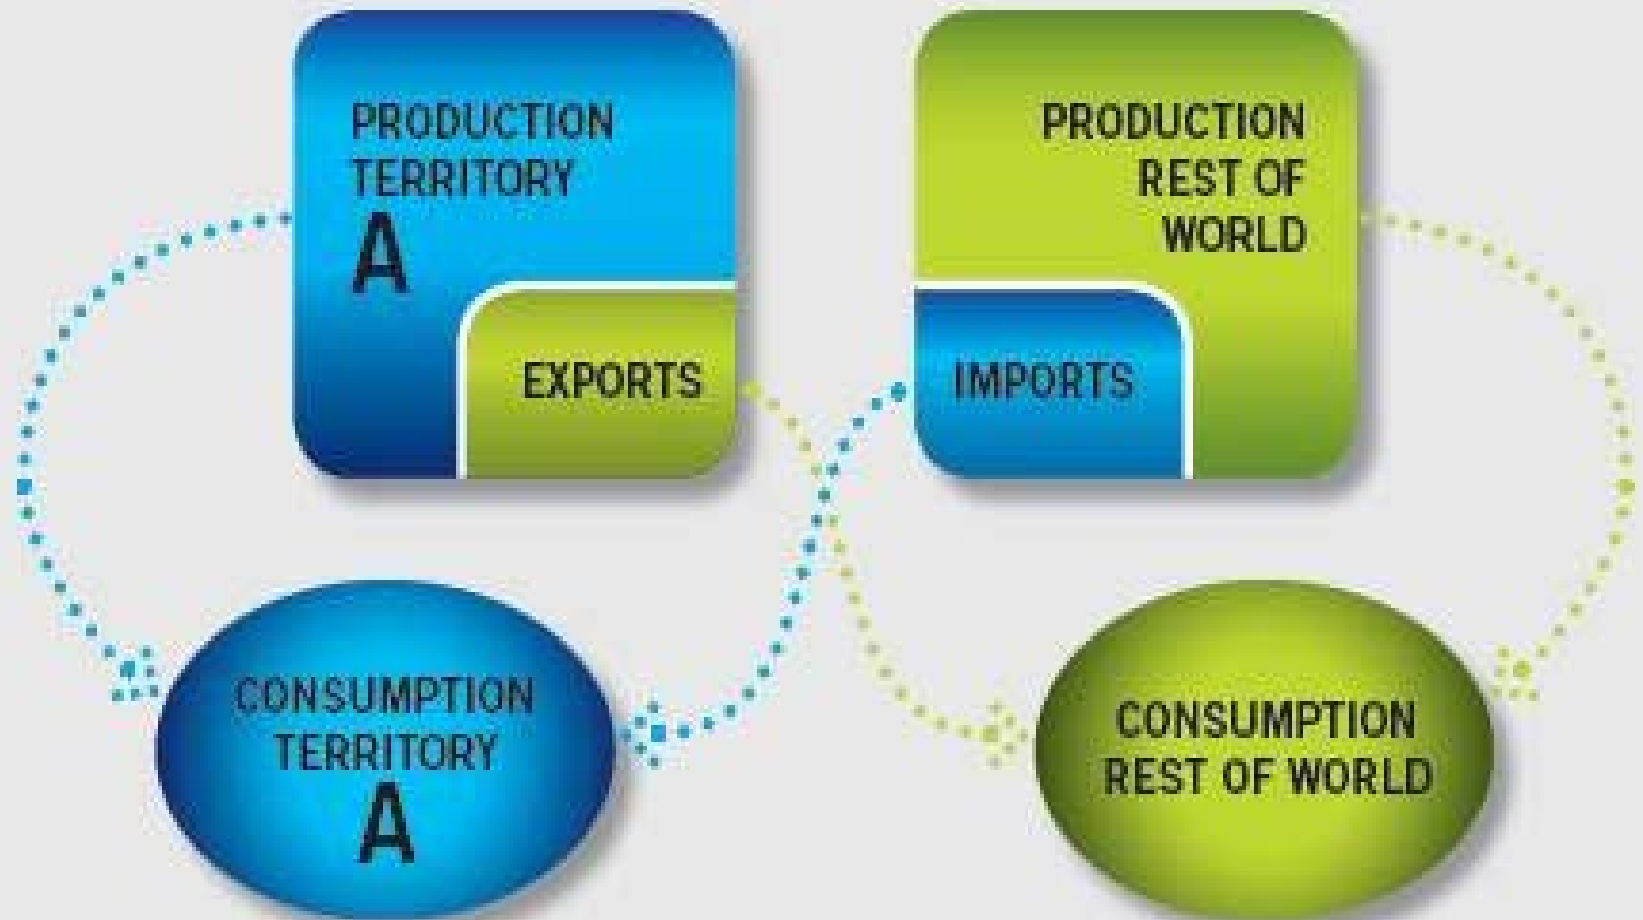 PRODUCTION
TERRITORY
A
EXPORTS
PRODUCTION
REST OF
WORLD
IMPORTS
CONSUMPTION
TERRITORY
A
CONSUMPTION
REST OF WORLD